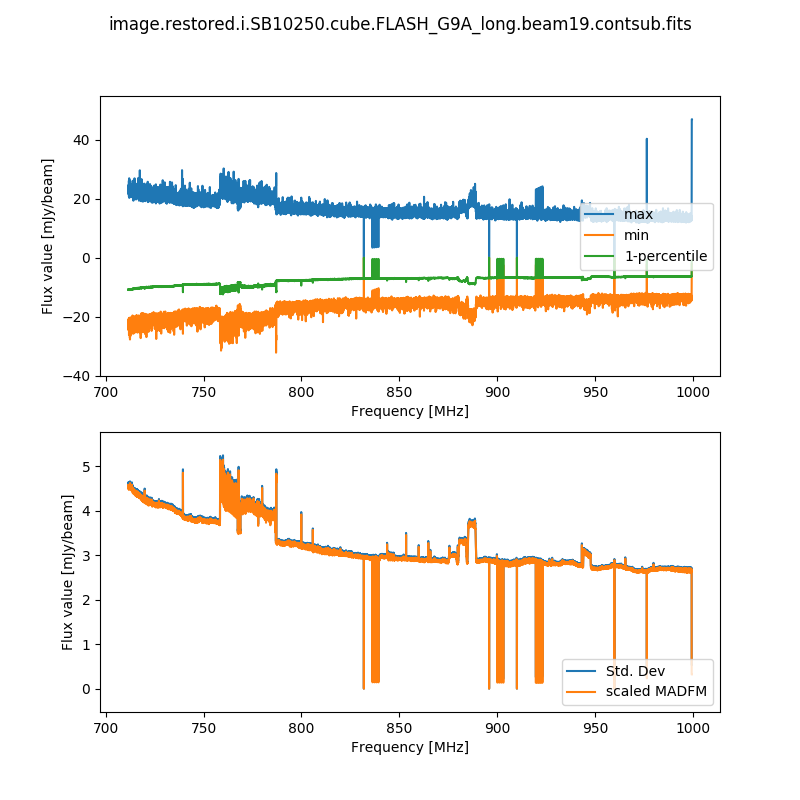 image.restored.i.SB10250.cube.FLASH_G9A_long.beam19.contsub.fits
40
20
0
−20
−40
Flux value [mJy/beam]
max
min
1-percentile
700 750 800 850 900 950 1000
Frequency [MHz]
5
4
3
2
1
0
Flux value [mJy/beam]
Std. Dev
scaled MADFM
700 750 800 850 900 950 1000
Frequency [MHz]